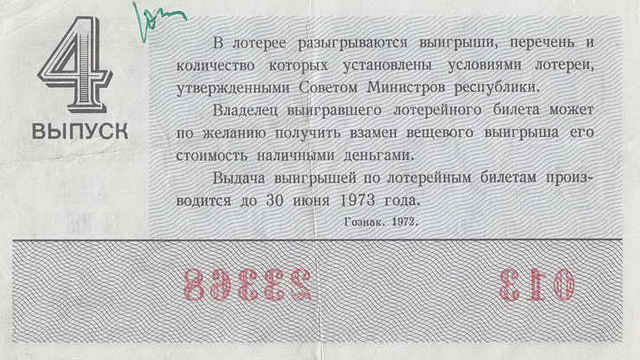 4
ВЫПУСК
В лотерее разыгрываются выигрыши, перечень и
количество которых установлены условиями лотереи,
утвержденными Советом Министров республики.
Владелец выигравшего лотерейного билета может
по желанию получить взамен вещевого выигрыша его
стоимость наличными деньгами.
Выдача выигрышей по лотерейным билетам произ-
водится до 30 июня 1973 года.
Гознак. 1972.
013 233368